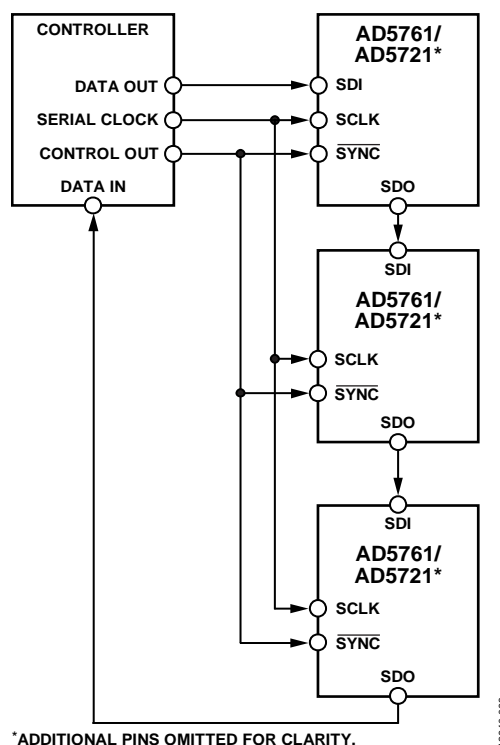 CONTROLLER
DATA OUT
SERIAL CLOCK
CONTROL OUT
DATA IN
AD5761/
AD5721*
SDI
SCLK
SYNC
SDO
SDI
AD5761/
AD5721*
SCLK
SYNC
SDO
SDI
AD5761/
AD5721*
SCLK
SYNC
SDO
*ADDITIONAL PINS OMITTED FOR CLARITY.